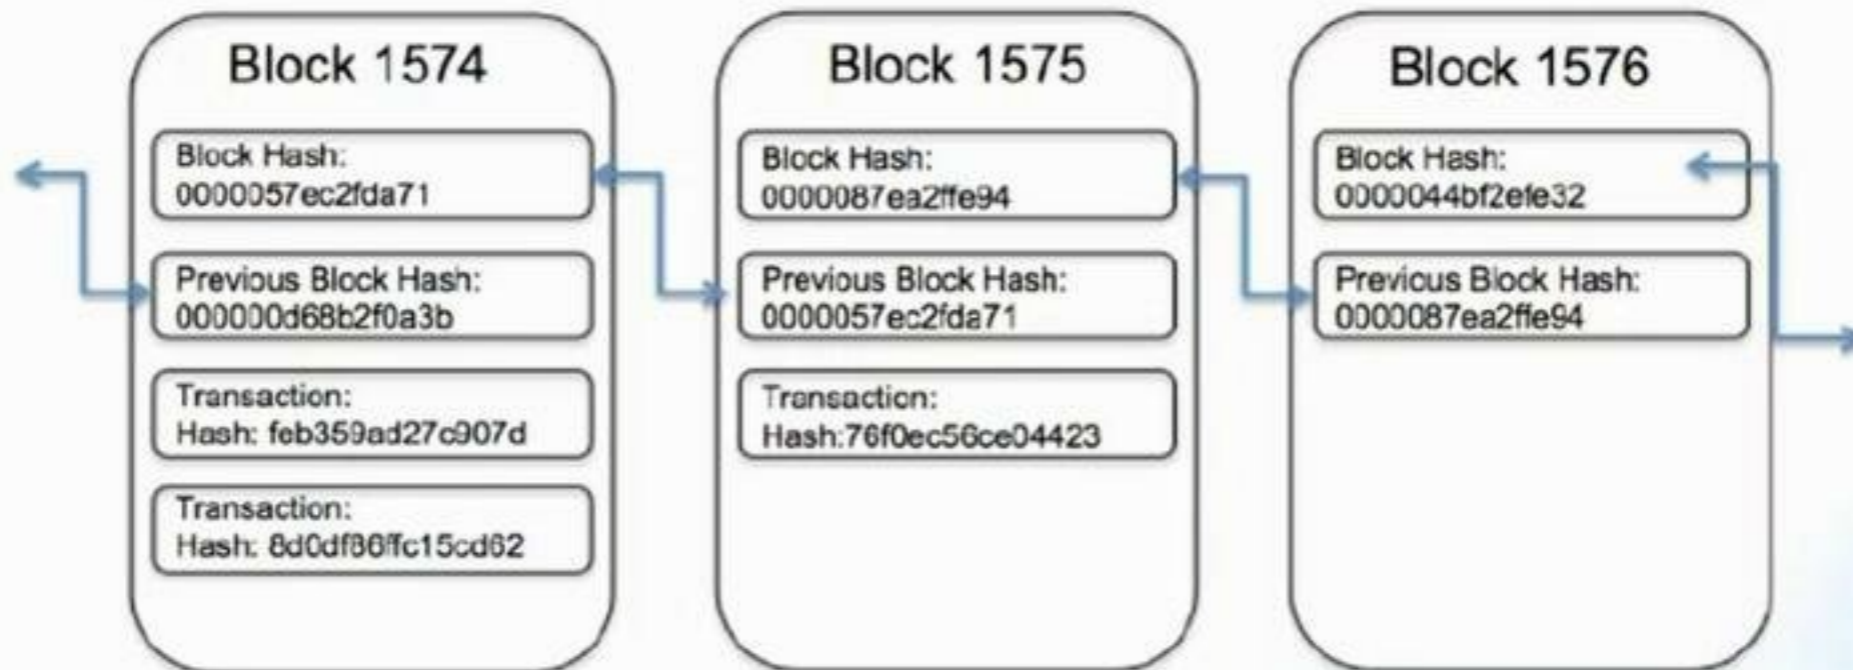 Block 1574
Block Hash:
0000057ec2fda71
Previous Block Hash:
000000d68b2f0a3b
Transaction:
Hash: feb359ad27c907d
Transaction:
Hash: 8d0df86ffc15cd62
Block 1575
Block Hash:
0000087ea2ffe94
Previous Block Hash:
0000057ec2fda71
Transaction:
Hash:76f0ec56ce04423
Block 1576
Block Hash:
0000044bf2efe32
Previous Block Hash:
0000087ea2ffe94